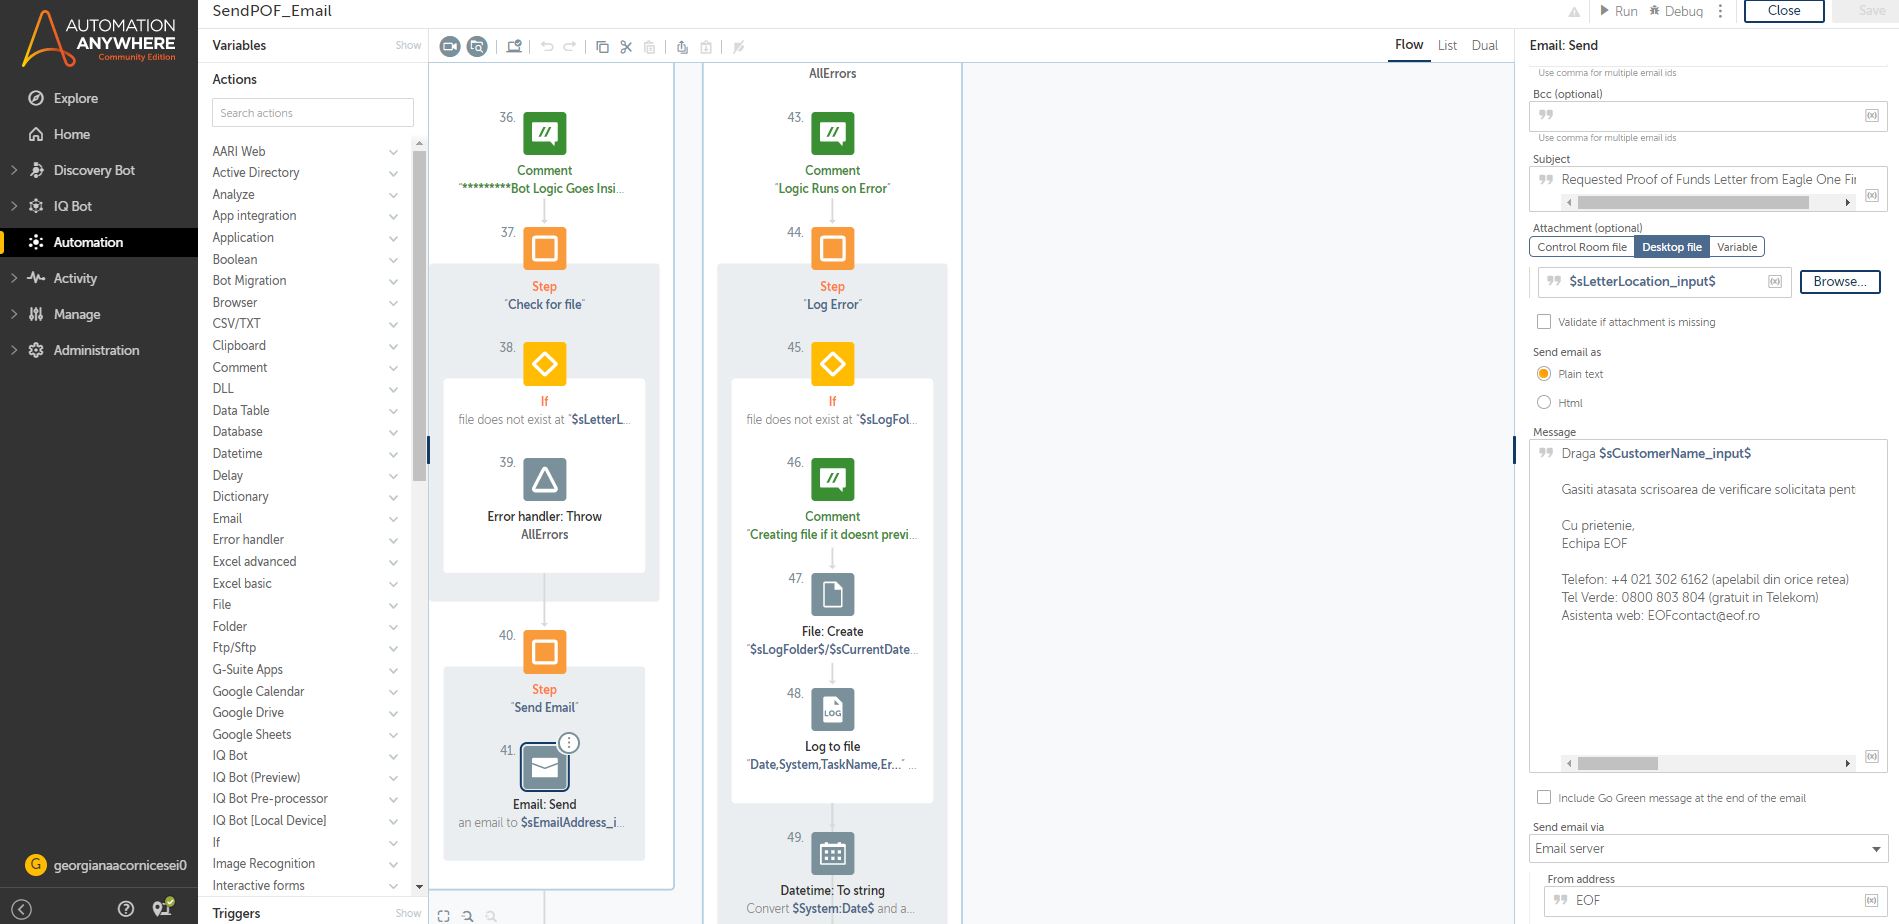 AUTOMATION
ANYWHERE
Community Edition
Explore
Home
Discovery Bot
IQ Bot
Automation
Activity
Manage
Administration
G georgianaacornicesei0
SendPOF_Email
Run
Debug
Close
Save
Variables
Show
Actions
Search actions
AARI Web
Active Directory
Analyze
App integration
Application
Boolean
Bot Migration
Browser
CSV/TXT
Clipboard
Comment
DLL
Data Table
Database
Datetime
Delay
Dictionary
Email
Error handler
Excel advanced
Excel basic
File
Folder
Ftp/Sftp
G-Suite Apps
Google Calendar
Google Drive
Google Sheets
IQ Bot
IQ Bot (Preview)
IQ Bot Pre-processor
IQ Bot [Local Device]
If
Image Recognition
Interactive forms
Triggers
Show
Flow
List
Dual
36.
Comment
"*********Bot Logic Goes Insi...
37.
Step
"Check for file"
38.
If
file does not exist at "$sLetterL...
39.
Error handler: Throw
AllErrors
40.
Step
"Send Email"
41.
Email: Send
an email to $sEmailAddress_i...
AllErrors
43.
Comment
"Logic Runs on Error"
44.
Step
"Log Error"
45.
If
file does not exist at "$sLogFol...
46.
Comment
"Creating file if it doesnt previ...
47.
File: Create
"$sLogFolder$/$sCurrentDate...
48.
LOG
Log to file
"Date,System,TaskName,Er..." ...
49.
Datetime: To string
Convert $System:Date$ and a...
Email: Send
Use comma for multiple email ids
Bcc (optional)
(x)
Use comma for multiple email ids
Subject
Requested Proof of Funds Letter from Eagle One Fir
(x)
Attachment (optional)
Control Room file
Desktop file
Variable
$sLetterLocation_input$
(x)
Browse...
Validate if attachment is missing
Send email as
Plain text
Html
Message
Draga $sCustomerName_input$
Gasiti atasata scrisoarea de verificare solicitata pent
Cu prietenie,
Echipa EOF
Telefon: +4 021 302 6162 (apelabil din orice retea)
Tel Verde: 0800 803 804 (gratuit in Telekom)
Asistenta web: EOFcontact@eof.ro
(x)
Include Go Green message at the end of the email
Send email via
Email server
From address
EOF
(x)